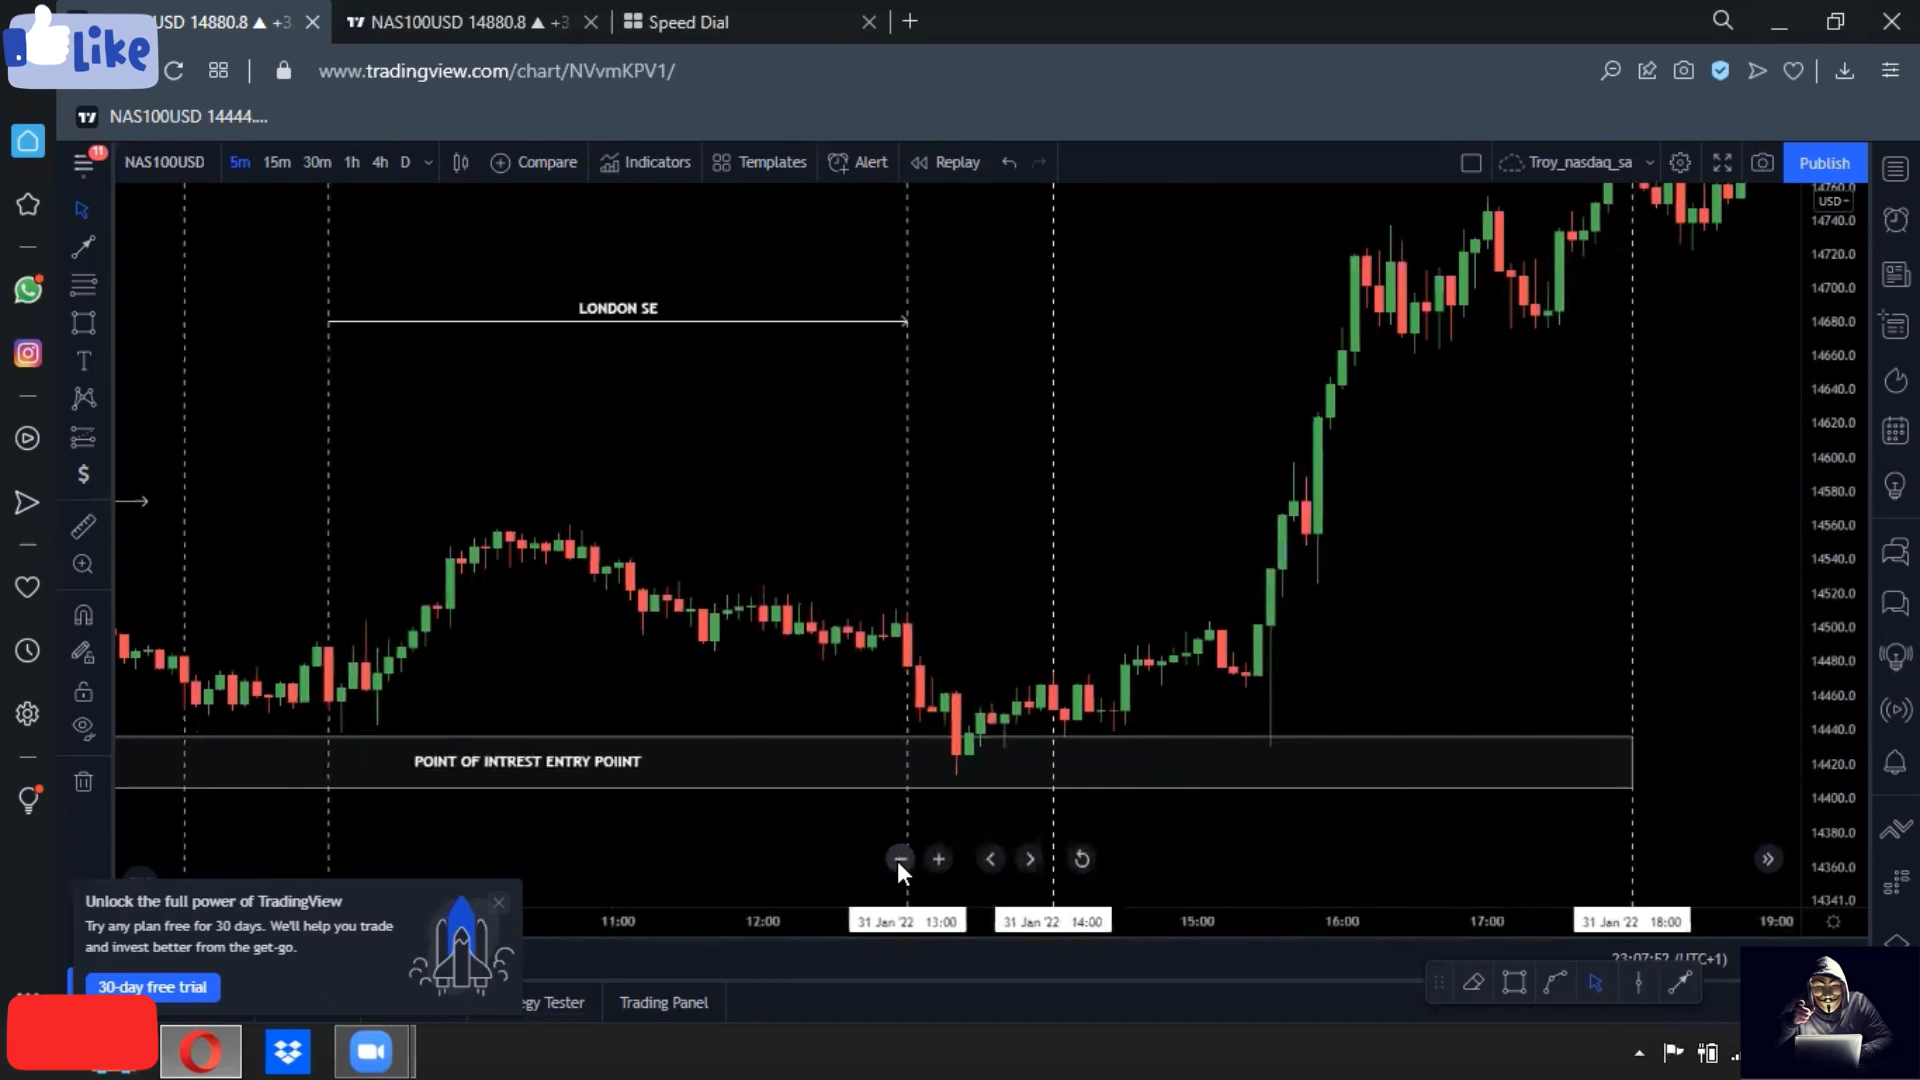 USD 14880.8 ▲ +3
NAS100USD 14880.8 ▲ +3
Speed Dial
Like
www.tradingview.com/chart/NVvmKPV1/
NAS100USD 14444....
11
NAS100USD
5m
15m
30m
1h
4h
D
Compare
Indicators
Templates
Alert
Replay
Troy_nasdaq_sa
Publish
14760.0
USD
14740.0
14720.0
14700.0
14680.0
14660.0
14640.0
14620.0
14600.0
14580.0
14560.0
14540.0
14520.0
14500.0
14480.0
14460.0
14440.0
14420.0
14400.0
14380.0
14360.0
14341.0
LONDON SE
POINT OF INTREST ENTRY POIINT
11:00
12:00
31 Jan '22 13:00
31 Jan '22 14:00
15:00
16:00
17:00
31 Jan '22 18:00
19:00
Unlock the full power of TradingView
Try any plan free for 30 days. We'll help you trade
and invest better from the get-go.
30-day free trial
23:07:52 (UTC+1)
egy Tester
Trading Panel